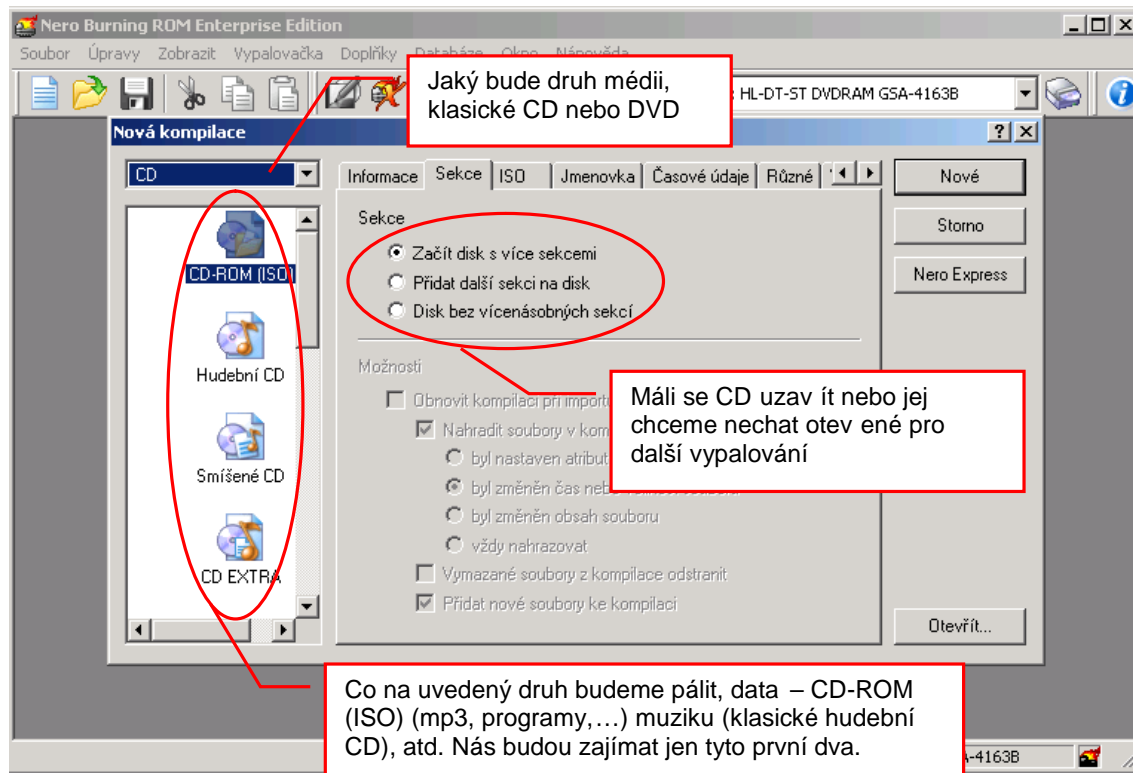 Nero Burning ROM Enterprise Edition
Soubor Úpravy Zobrazit Vypalovačka Doplňky Databáze Okno Nápověda
Jaký bude druh médii,
klasické CD nebo DVD
: HL-DT-ST DVDRAM GSA-4163B
Nová kompilace
CD
Informace Sekce ISO Jmenovka Časové údaje Různé
Nové
Storno
Nero Express
CD-ROM (ISO)
Hudební CD
Smíšené CD
CD EXTRA
Sekce
Začít disk s více sekcemi
Přidat další sekci na disk
Disk bez vícenásobných sekcí
Možnosti
Obnovit kompilaci při importu
Nahradit soubory v kom
byl nastaven atribut
byl změněn čas neb
byl změněn obsah souboru
vždy nahrazovat
Vymazané soubory z kompilace odstranit
Přidat nové soubory ke kompilaci
Máli se CD uzav ít nebo jej
chceme nechat otev ené pro
další vypalování
Otevřít...
Co na uvedený druh budeme pálit, data – CD-ROM
(ISO) (mp3, programy,…) muziku (klasické hudební
CD), atd. Nás budou zajímat jen tyto první dva.
-4163B